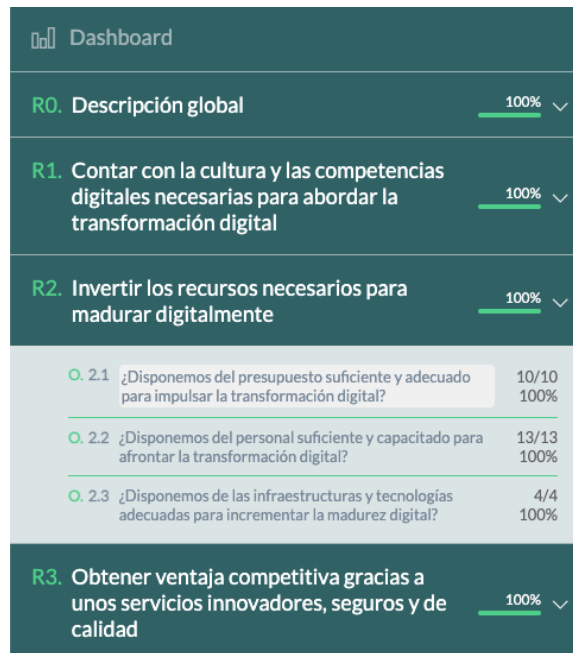 Dashboard
R0. Descripción global 100%
R1. Contar con la cultura y las competencias
digitales necesarias para abordar la 100%
transformación digital
R2. Invertir los recursos necesarios para
madurar digitalmente 100%
O. 2.1 ¿Disponemos del presupuesto suficiente y adecuado 10/10
para impulsar la transformación digital? 100%
O. 2.2 ¿Disponemos del personal suficiente y capacitado para 13/13
afrontar la transformación digital? 100%
O. 2.3 ¿Disponemos de las infraestructuras y tecnologías 4/4
adecuadas para incrementar la madurez digital? 100%
R3. Obtener ventaja competitiva gracias a
unos servicios innovadores, seguros y de 100%
calidad